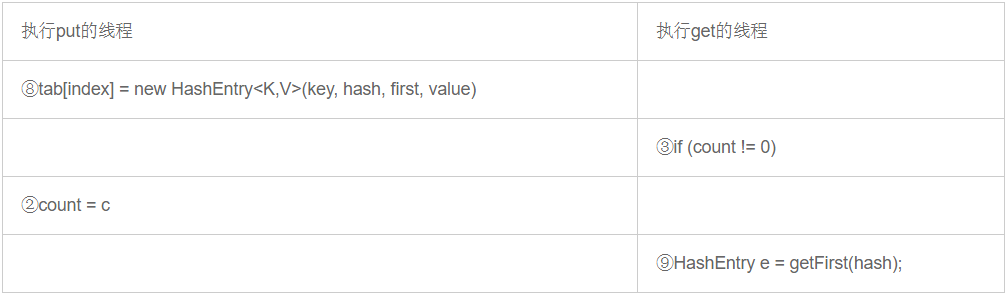 执行put的线程
执行get的线程
⑧tab[index] = new HashEntry<K,V>(key, hash, first, value)
③if (count != 0)
②count = c
⑨HashEntry e = getFirst(hash);